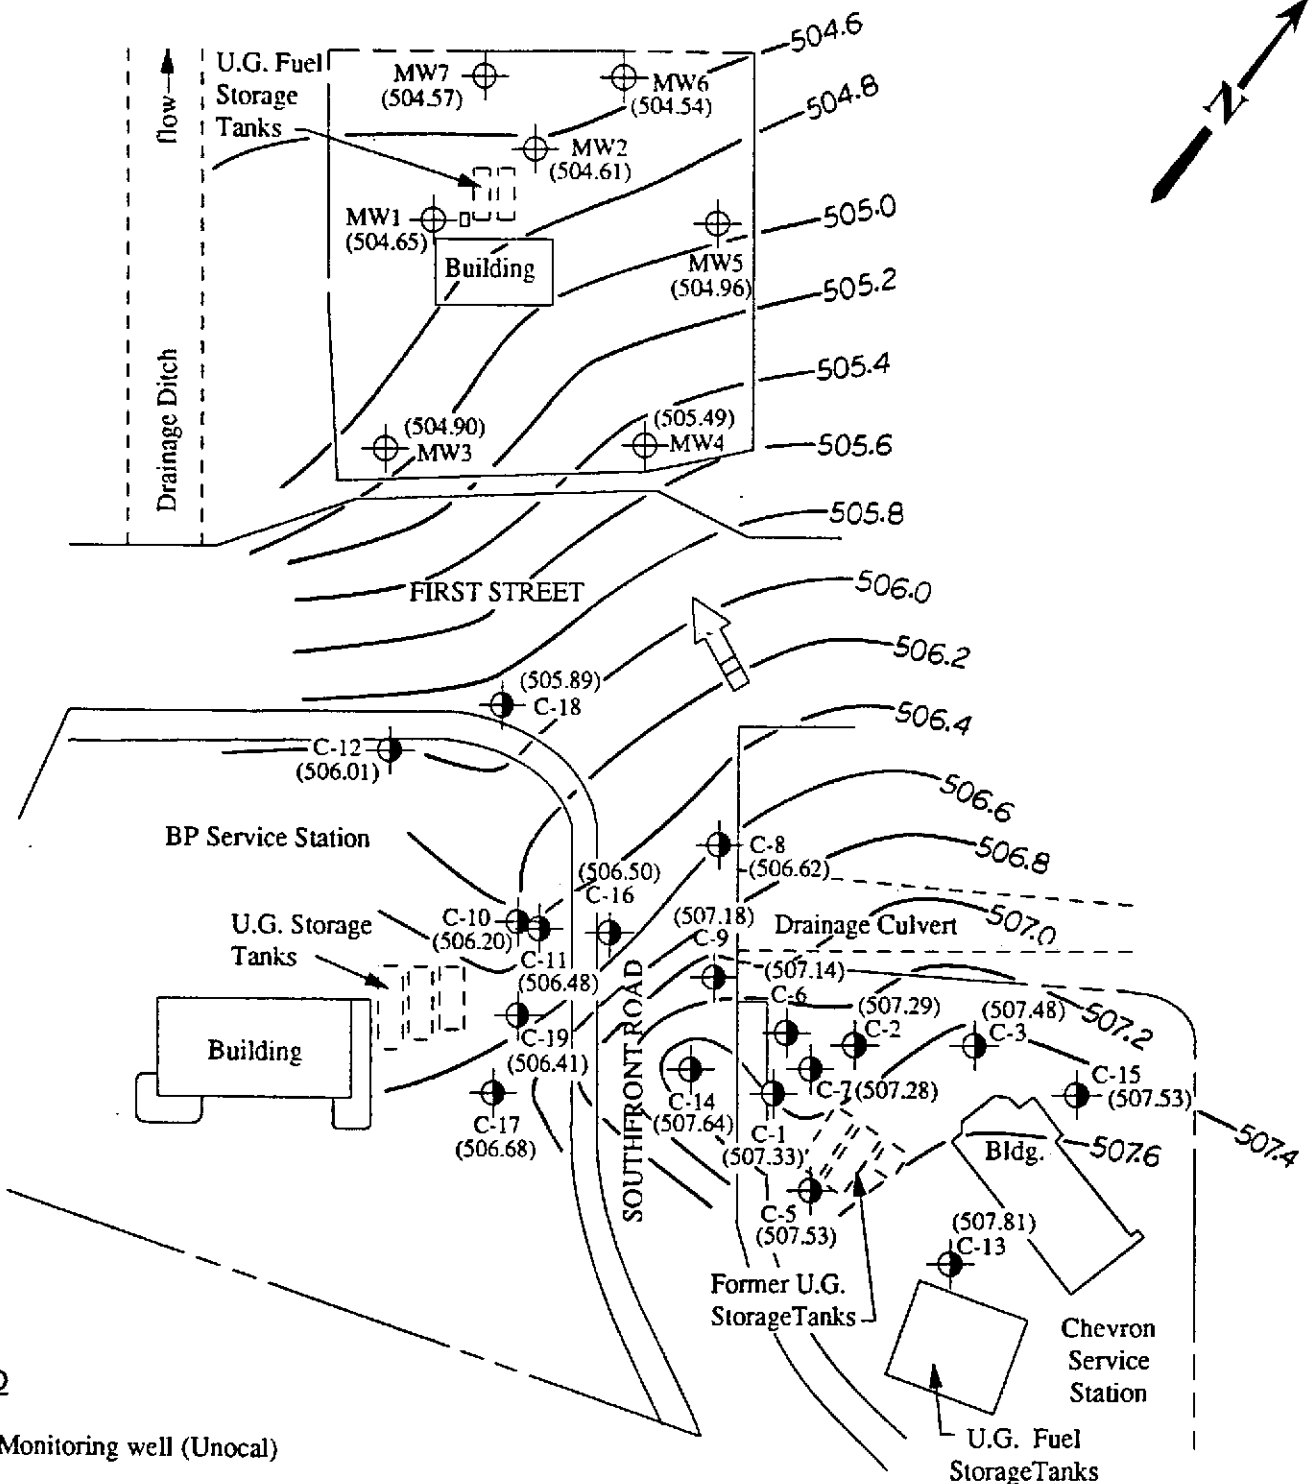 504.6
U.G. Fuel
Storage
Tanks
flow
MW7
(504.57)
MW6
(504.54)
504.8
N
MW2
(504.61)
MW1
(504.65)
505.0
MW5
(504.96)
Building
505.2
Drainage Ditch
505.4
(504.90)
MW3
(505.49)
MW4
505.6
505.8
FIRST STREET
506.0
506.2
(505.89)
C-18
506.4
C-12
(506.01)
506.6
BP Service Station
C-8
(506.62)
506.8
(506.50)
C-16
U.G. Storage
Tanks
C-10
(506.20)
(507.18)
C-9
Drainage Culvert
507.0
C-11
(506.48)
(507.14)
C-6
(507.29)
C-2
(507.48)
C-3
507.2
Building
C-19
(506.41)
SOUTHFRONT ROAD
C-7
(507.28)
C-15
(507.53)
C-14
(507.64)
C-17
(506.68)
C-1
(507.33)
Bldg.
507.6
507.4
C-5
(507.53)
(507.81)
C-13
Former U.G.
StorageTanks
Chevron
Service
Station
Monitoring well (Unocal)
U.G. Fuel
StorageTanks